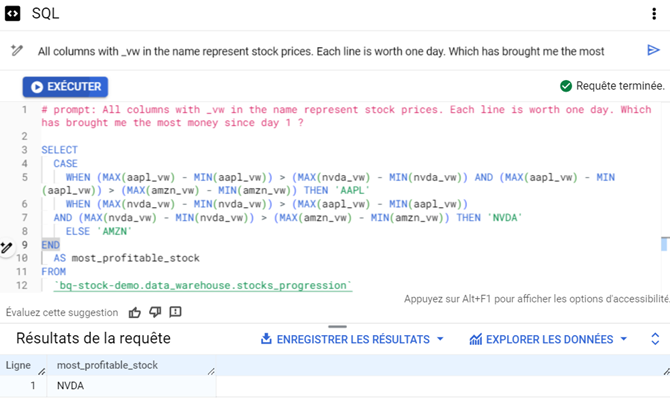 SQL
All columns with _vw in the name represent stock prices. Each line is worth one day. Which has brought me the most
EXÉCUTER
Requête terminée.
1 # prompt: All columns with _vw in the name represent stock prices. Each line is worth one day. Which
has brought me the most money since day 1 ?
2
3 SELECT
4 CASE
5 WHEN (MAX(aapl_vw) - MIN(aapl_vw)) > (MAX(nvda_vw) - MIN(nvda_vw)) AND (MAX(aapl_vw) - MIN
(aapl_vw)) > (MAX(amzn_vw) - MIN(amzn_vw)) THEN 'AAPL'
6 WHEN (MAX(nvda_vw) - MIN(nvda_vw)) > (MAX(aapl_vw) - MIN(aapl_vw))
7 AND (MAX(nvda_vw) - MIN(nvda_vw)) > (MAX(amzn_vw) - MIN(amzn_vw)) THEN 'NVDA'
8 ELSE 'AMZN'
9 END
10 AS most_profitable_stock
11 FROM
12 `bq-stock-demo.data_warehouse.stocks_progression`
Appuyez sur Alt+F1 pour afficher les options d'accessibilité
Évaluez cette suggestion
Résultats de la requête
ENREGISTRER LES RÉSULTATS
EXPLORER LES DONNÉES
Ligne most_profitable_stock
1 NVDA